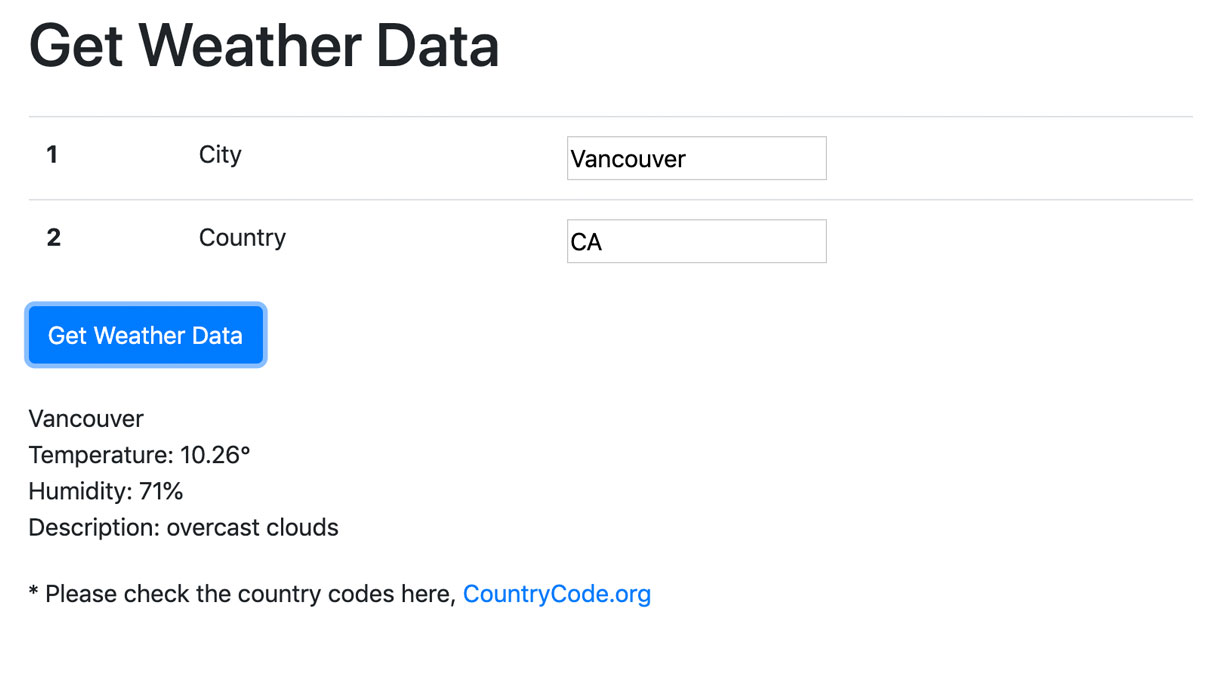 Get Weather Data
1 City Vancouver
2 Country CA
Get Weather Data
Vancouver
Temperature: 10.26°
Humidity: 71%
Description: overcast clouds
* Please check the country codes here, CountryCode.org